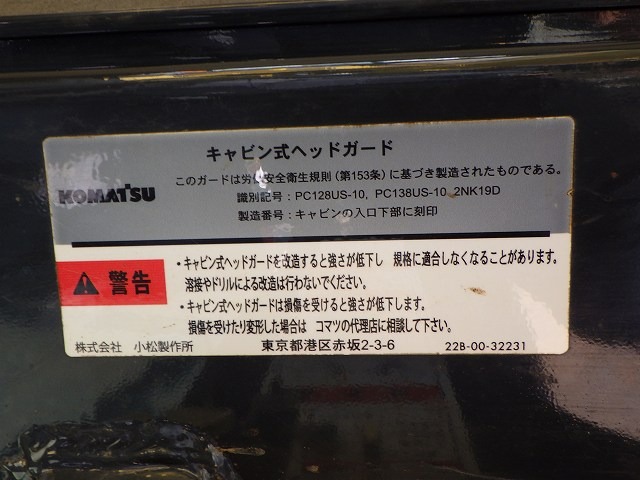 キャビン式ヘッドガード
このガードは労働安全衛生規則(第153条)に基づき製造されたものである。
KOMATSU
識別記号:PC128US-10, PC138US-10 2NK19D
製造番号:キャビンの入口下部に刻印
警告
・キャビン式ヘッドガードを改造すると強さが低下し 規格に適合しなくなることがあります。
溶接やドリルによる改造は行わないでください。
・キャビン式ヘッドガードは損傷を受けると強さが低下します。
損傷を受けたり変形した場合は コマツの代理店に相談して下さい。
株式会社 小松製作所 東京都港区赤坂2-3-6 22B-00-32231